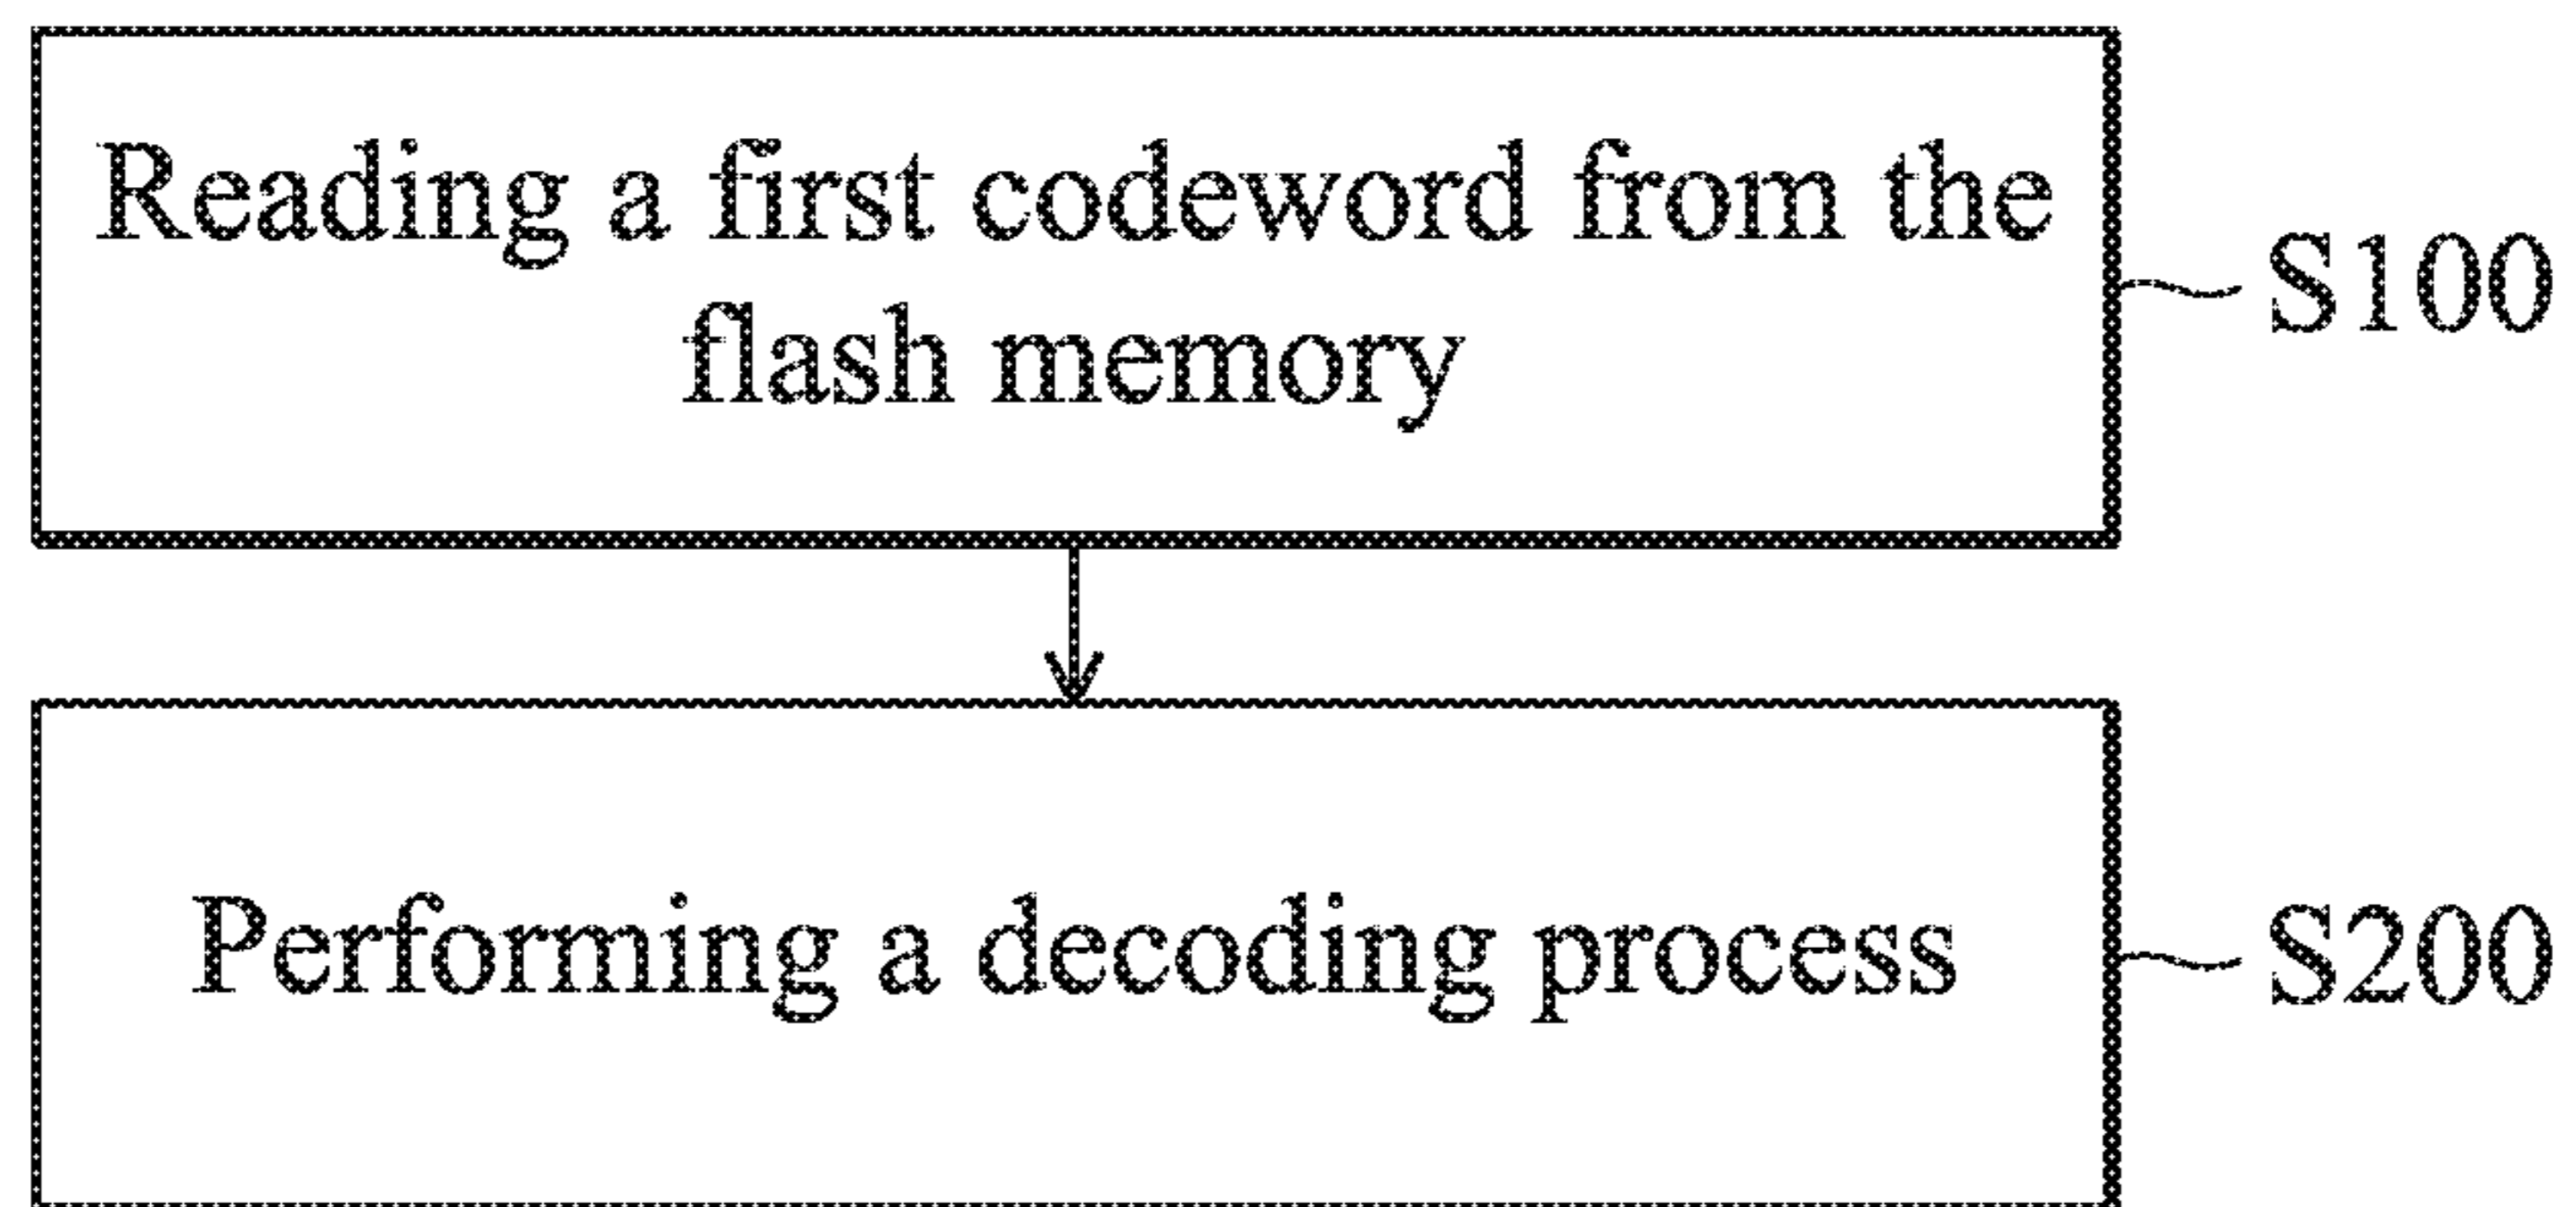 Reading a first codeword from the
flash memory
S100
Performing a decoding process
S200